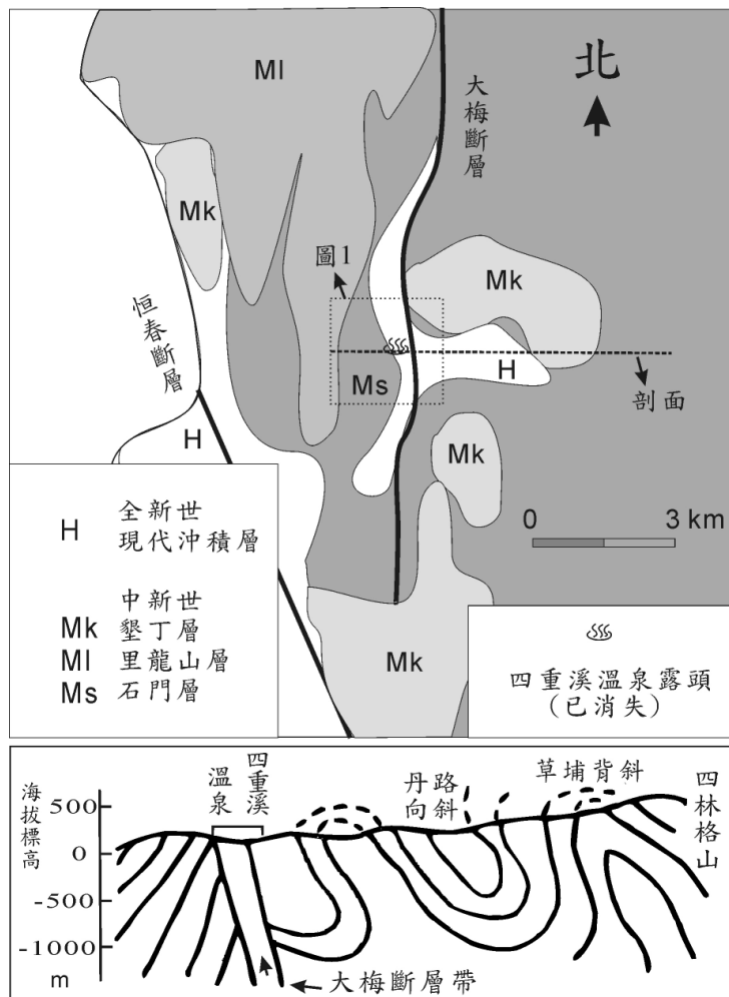 Ml
大梅斷層
北
Mk
圖1
Mk
恒春斷層
H
剖面
Ms
H
Mk
0 3 km
H 全新世
現代沖積層
中新世
Mk 墾丁層
Ml 里龍山層
Ms 石門層
Mk
四重溪溫泉露頭
(已消失)
海拔標高
500
0
-500
-1000
m
四重溪
溫泉
丹路
向斜
草埔背斜
四林格山
大梅斷層帶